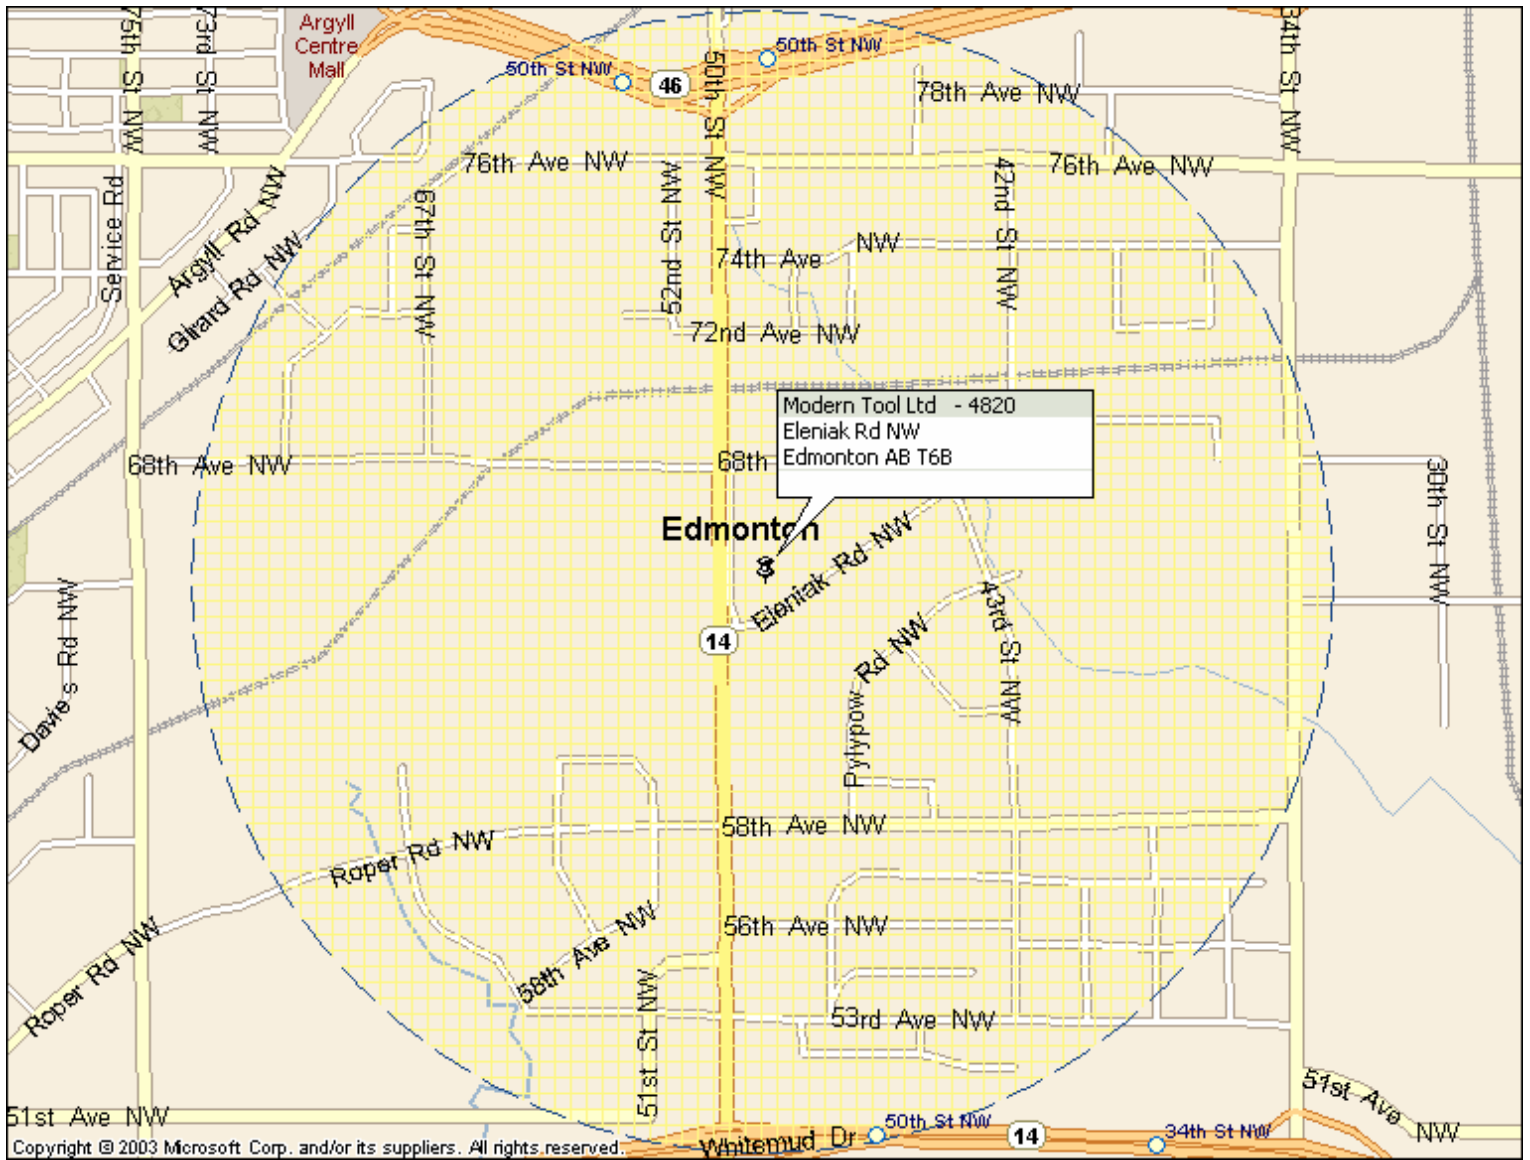 Argyll
Centre
Mall
75th St NW
73rd St NW
50th St NW
50th St NW
46
50th St NW
34th St NW
78th Ave NW
76th Ave NW
76th Ave NW
Service Rd
Argyll Rd NW
Girard Rd NW
67th St NW
52nd St NW
42nd St NW
74th Ave NW
72nd Ave NW
Modern Tool Ltd - 4820
Eleniak Rd NW
Edmonton AB T6B
68th Ave NW
68th
30th St NW
Edmonton
Eleniak Rd NW
14
43rd St NW
Pylypow Rd NW
Davies Rd NW
58th Ave NW
Roper Rd NW
56th Ave NW
58th Ave NW
Roper Rd NW
51st St NW
53rd Ave NW
51st Ave NW
51st Ave NW
50th St NW
14
34th St NW
Whitemud Dr
Copyright © 2003 Microsoft Corp. and/or its suppliers. All rights reserved.